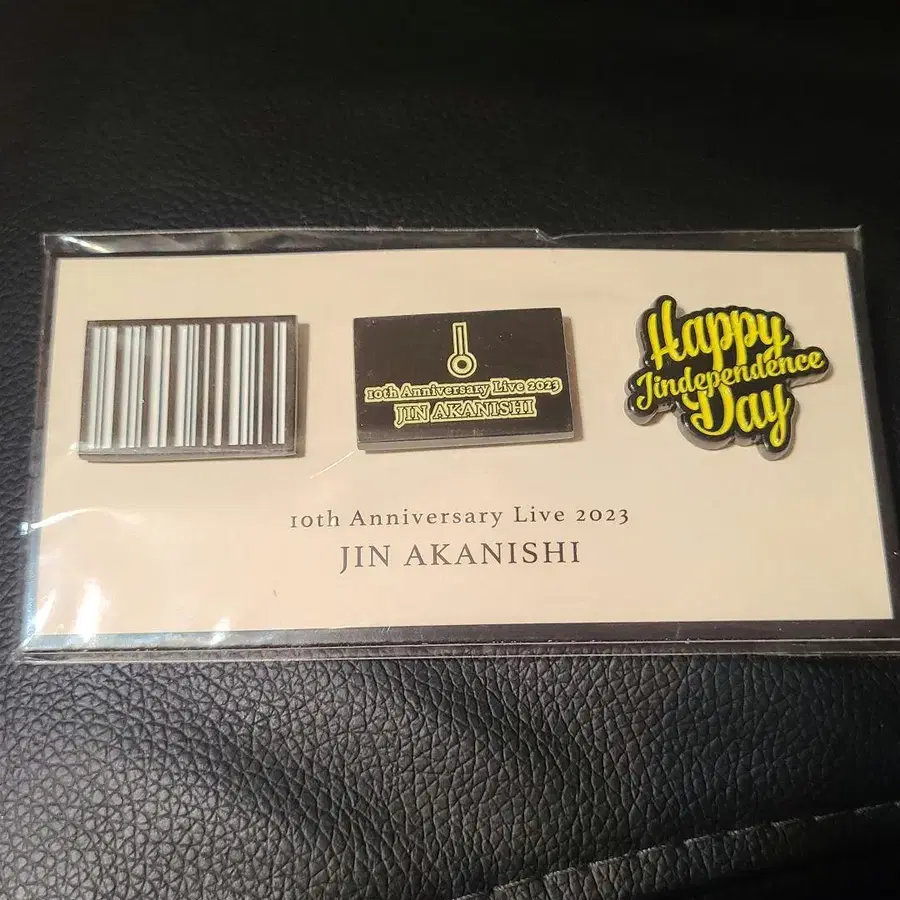 10th Anniversary Live 2023
JIN AKANISHI
Happy
Jindependence
Day
10th Anniversary Live 2023
JIN AKANISHI